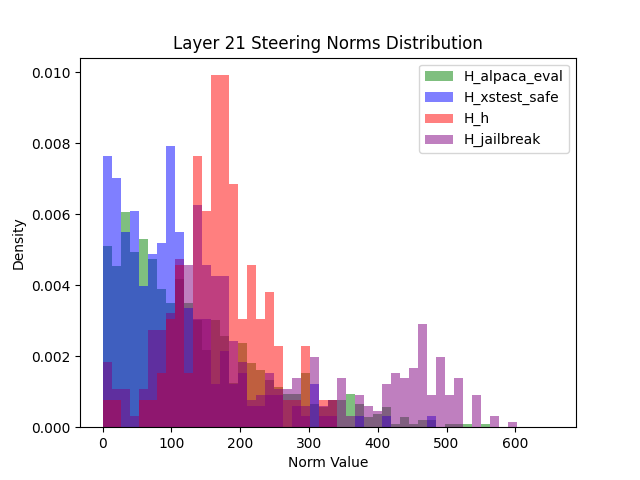 Layer 21 Steering Norms Distribution
H_alpaca_eval
H_xstest_safe
H_h
H_jailbreak
0.010
0.008
0.006
0.004
0.002
0.000
Density
0
100
200
300
400
500
600
Norm Value